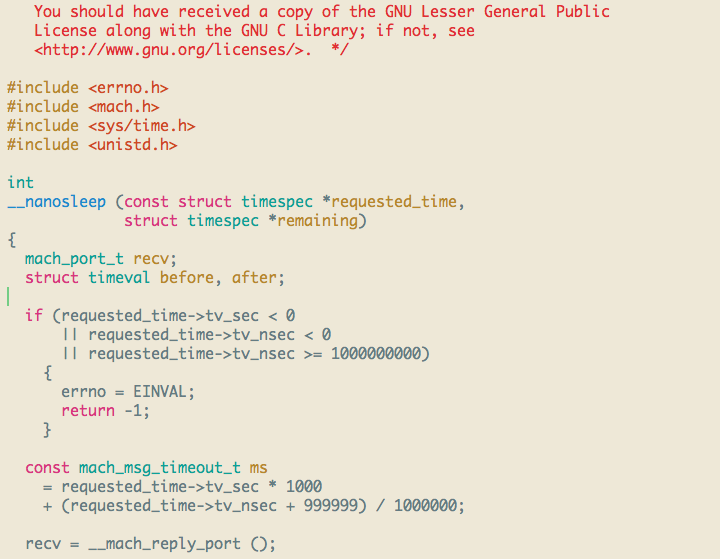 You should have received a copy of the GNU Lesser General Public
License along with the GNU C Library; if not, see
<http://www.gnu.org/licenses/>.  */
#include <errno.h>
#include <mach.h>
#include <sys/time.h>
#include <unistd.h>
int
__nanosleep (const struct timespec *requested_time,
             struct timespec *remaining)
{
  mach_port_t recv;
  struct timeval before, after;
  if (requested_time->tv_sec < 0
      || requested_time->tv_nsec < 0
      || requested_time->tv_nsec >= 1000000000)
    {
      errno = EINVAL;
      return -1;
    }
  const mach_msg_timeout_t ms
    = requested_time->tv_sec * 1000
    + (requested_time->tv_nsec + 999999) / 1000000;
  recv = __mach_reply_port ();